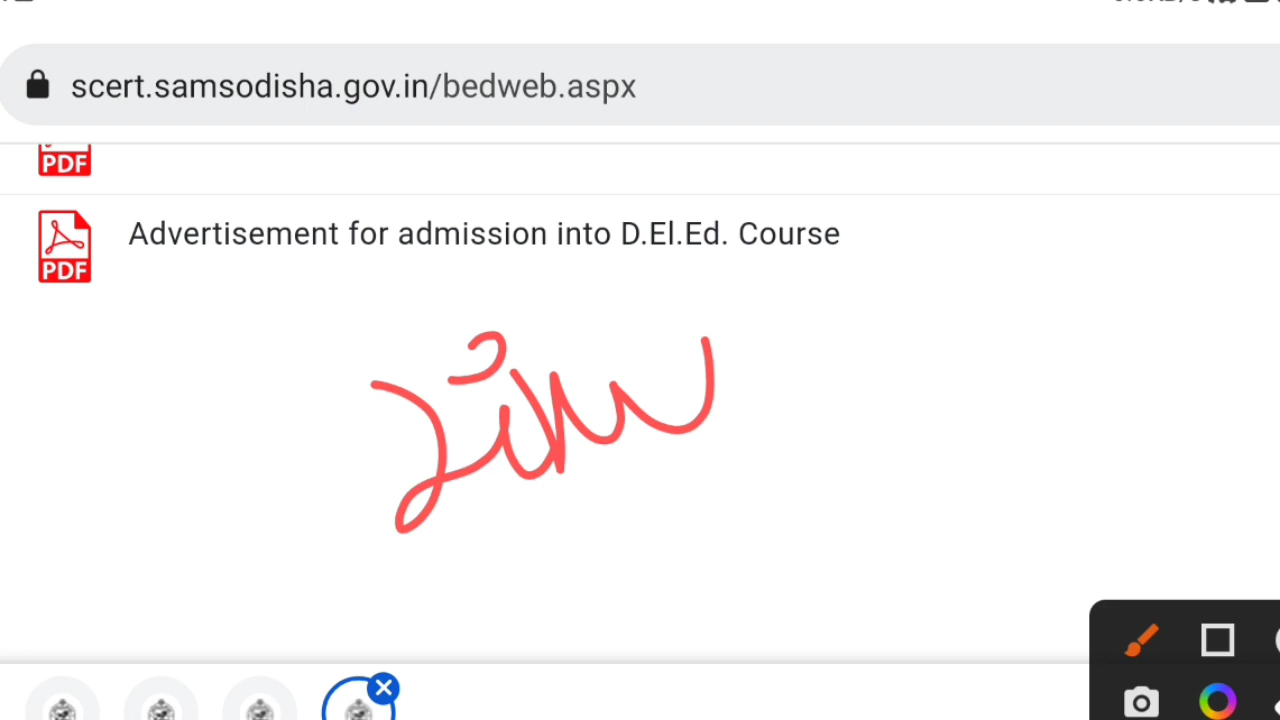 scert.samsodisha.gov.in/bedweb.aspx
PDF
PDF
Advertisement for admission into D.El.Ed. Course